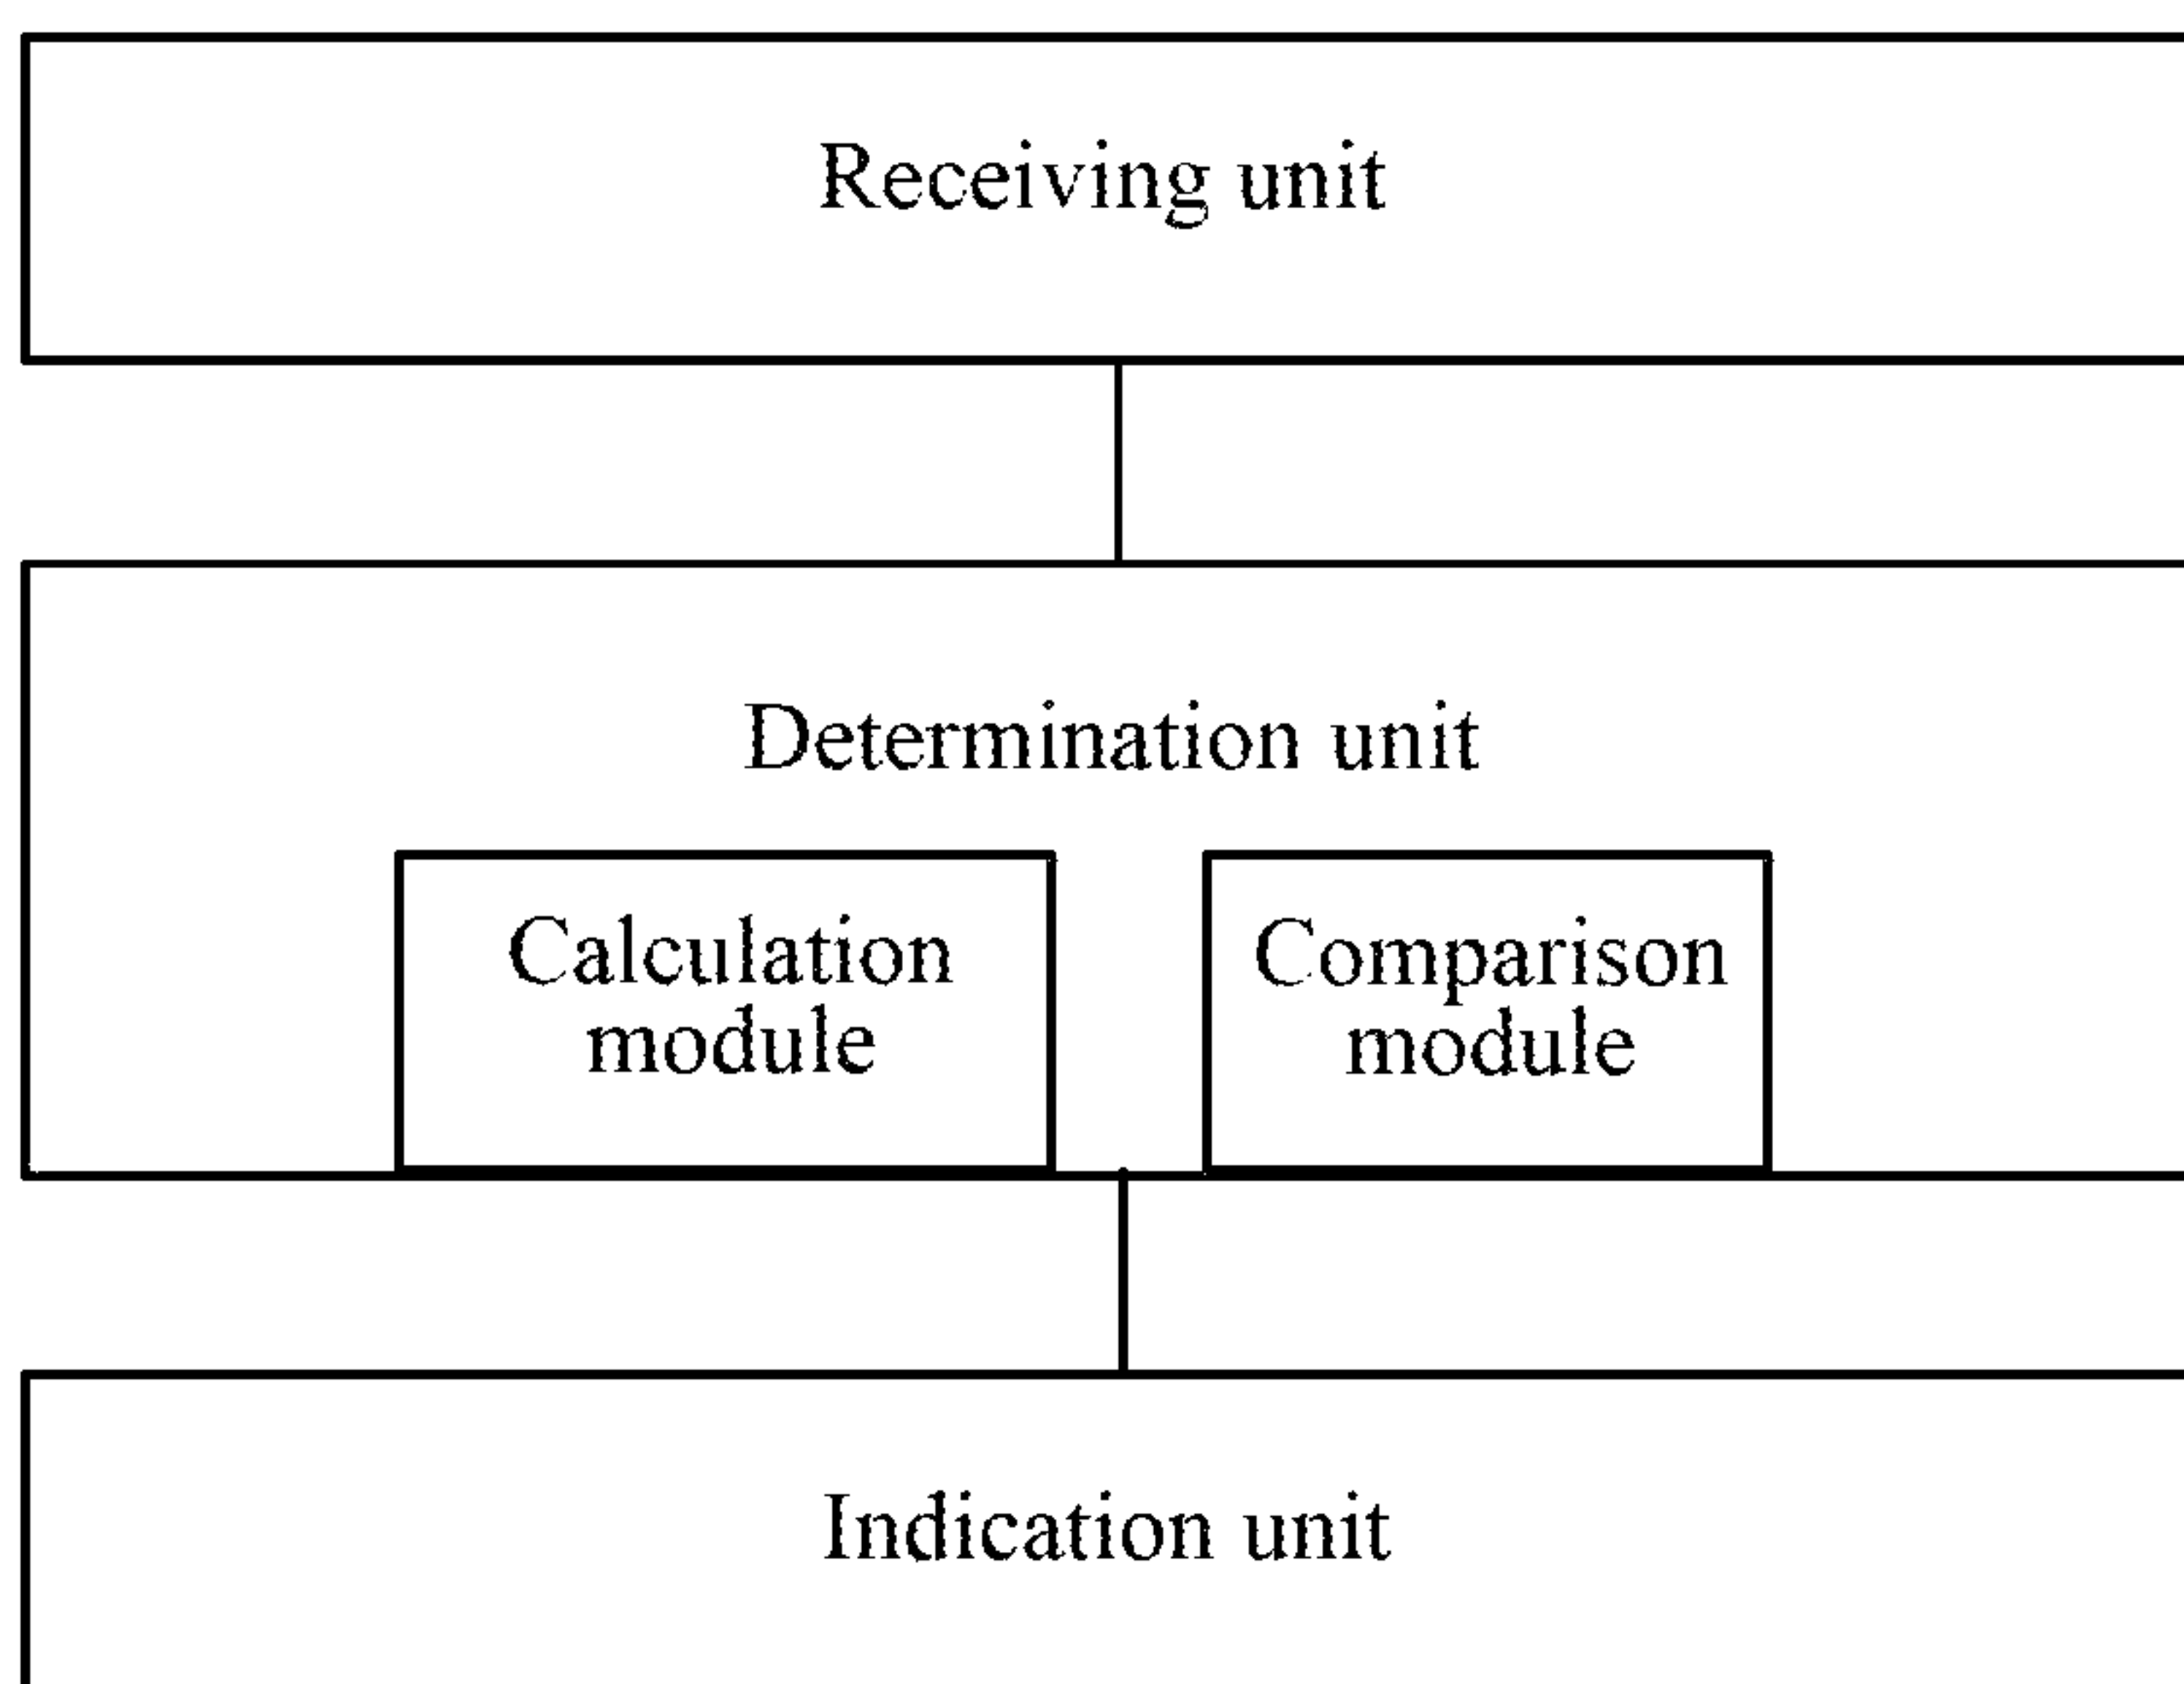 Receiving unit
Determination unit
Calculation
module
Comparison
module
Indication unit